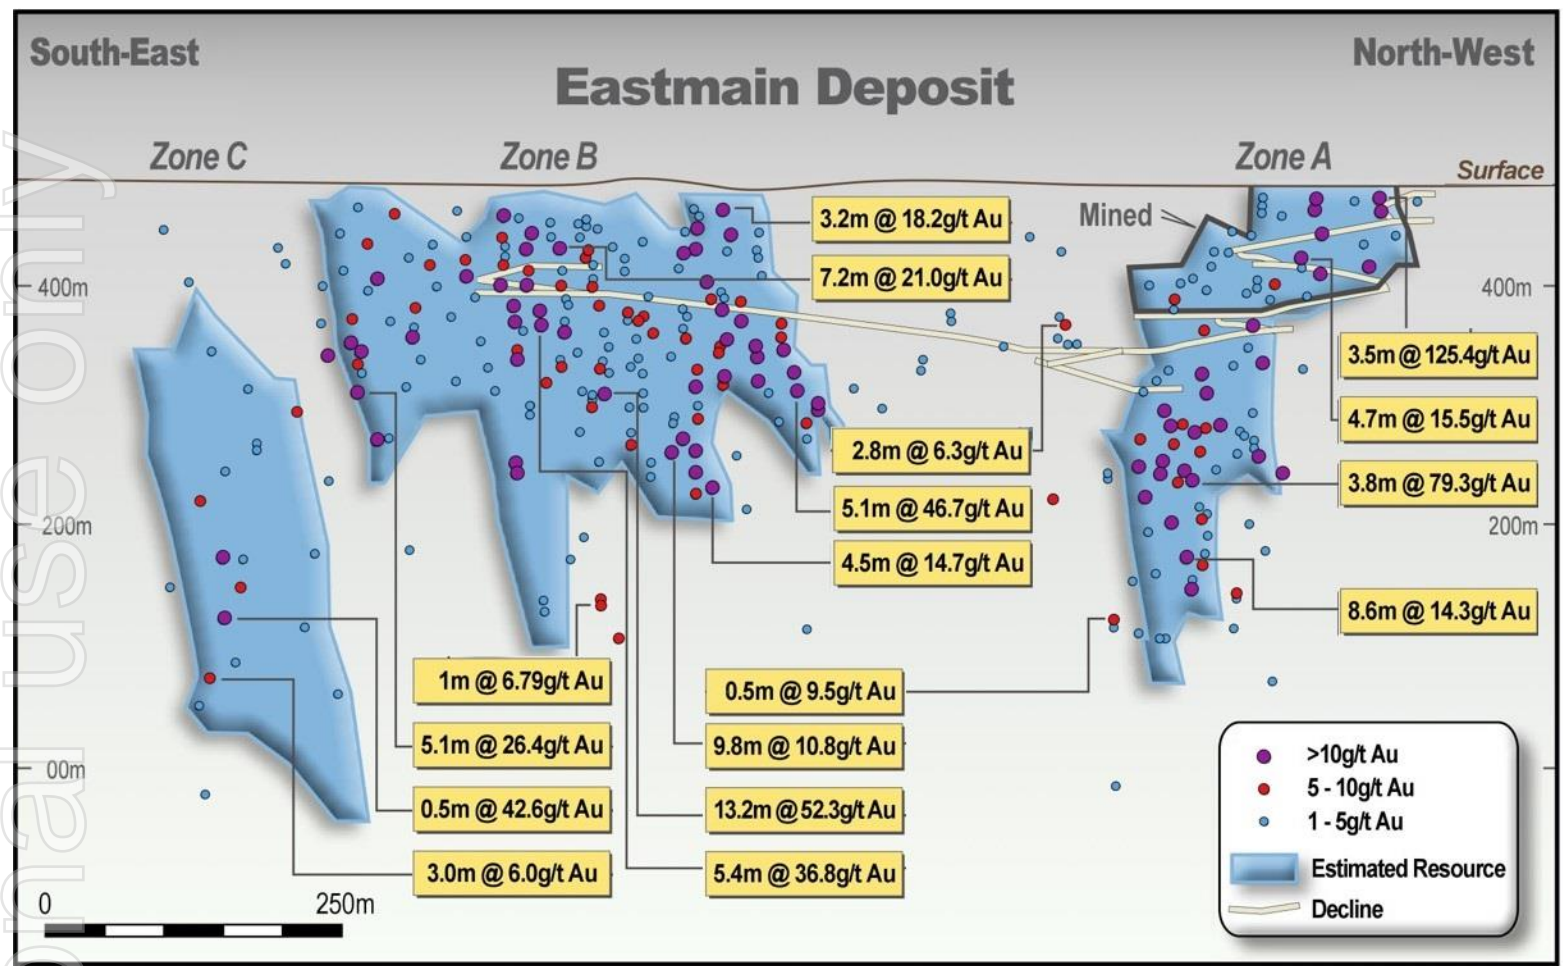 South-East
North-West
Eastmain Deposit
Zone C
Zone B
Zone A
Surface
Mined
400m
400m
200m
200m
00m
3.2m @ 18.2g/t Au
7.2m @ 21.0g/t Au
2.8m @ 6.3g/t Au
5.1m @ 46.7g/t Au
4.5m @ 14.7g/t Au
3.5m @ 125.4g/t Au
4.7m @ 15.5g/t Au
3.8m @ 79.3g/t Au
8.6m @ 14.3g/t Au
1m @ 6.79g/t Au
5.1m @ 26.4g/t Au
0.5m @ 42.6g/t Au
3.0m @ 6.0g/t Au
0.5m @ 9.5g/t Au
9.8m @ 10.8g/t Au
13.2m @ 52.3g/t Au
5.4m @ 36.8g/t Au
>10g/t Au
5 - 10g/t Au
1 - 5g/t Au
Estimated Resource
Decline
0 250m
onal use only